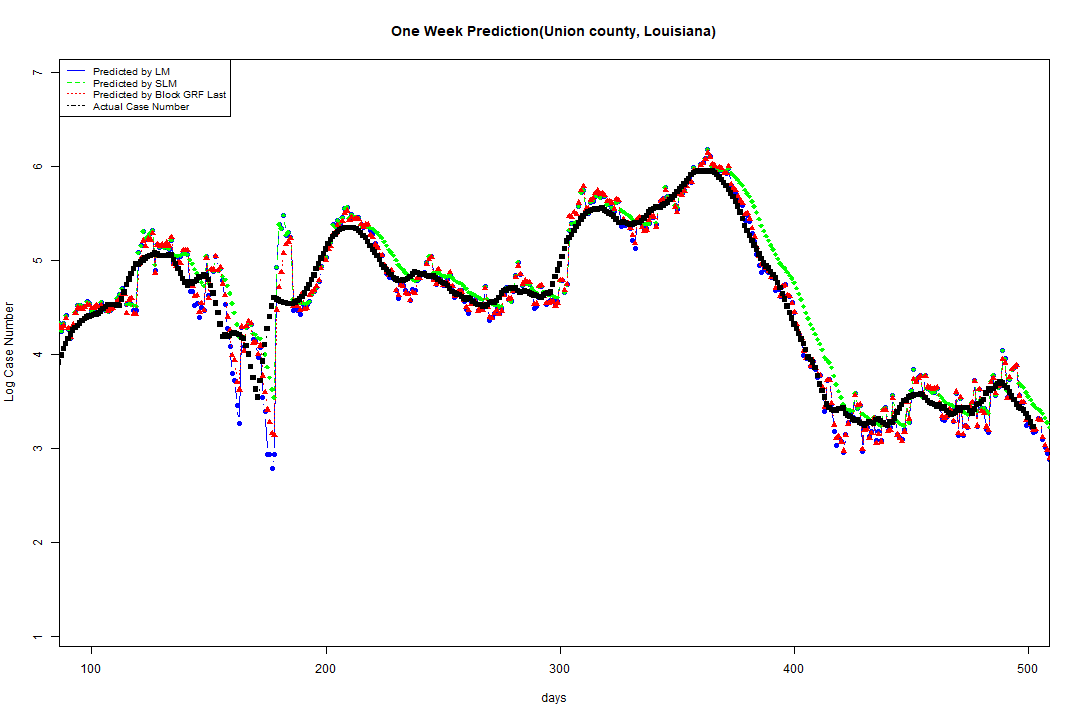 One Week Prediction(Union county, Louisiana)
Predicted by LM
Predicted by SLM
Predicted by Block GRF Last
Actual Case Number
7
6
5
4
3
2
1
Log Case Number
100 200 300 400 500
days